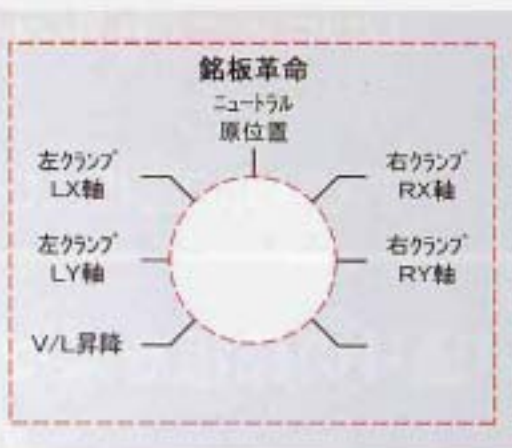 銘板革命
ニュートラル
原位置
左クランプ
LX軸
右クランプ
RX軸
左クランプ
LY軸
右クランプ
RY軸
V/L昇降